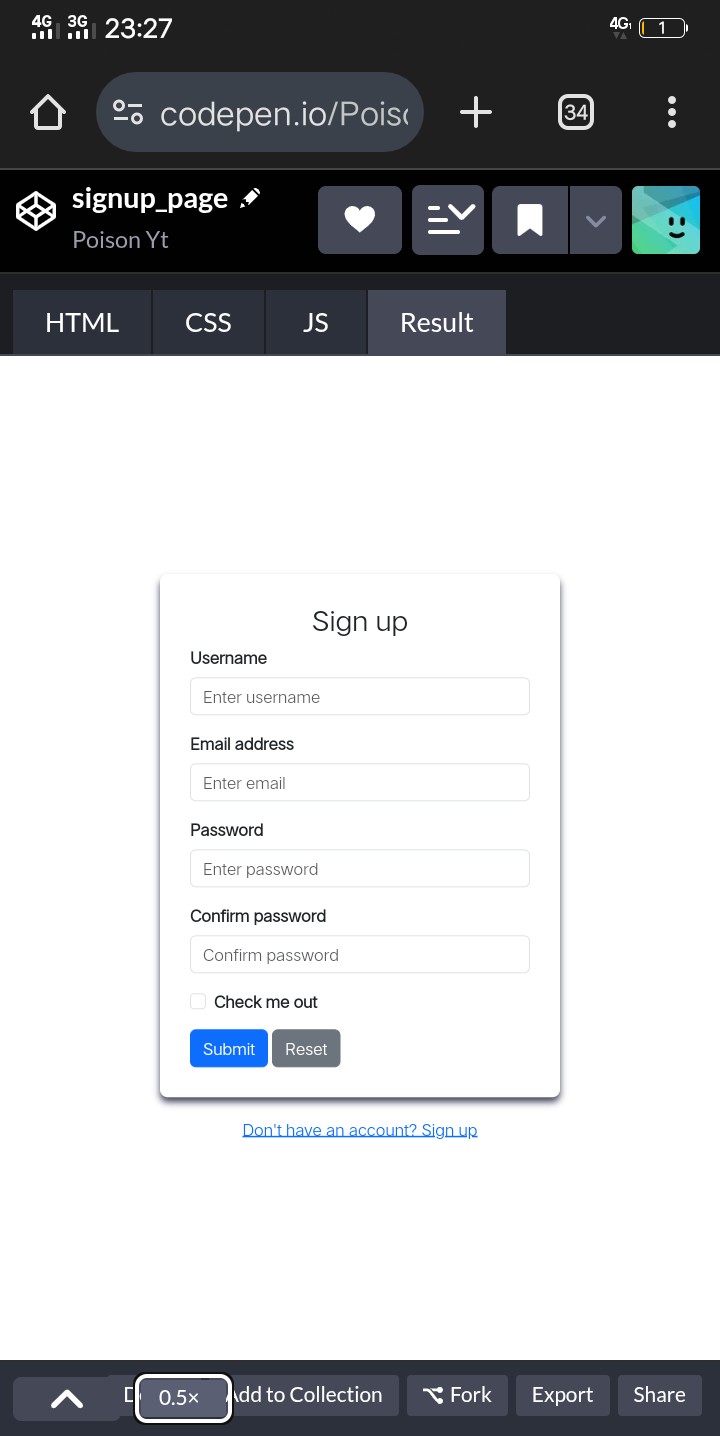 4G 3G 23:27 4G 1
codepen.io/Pois 34
signup_page
Poison Yt
HTML CSS JS Result
Sign up
Username
Enter username
Email address
Enter email
Password
Enter password
Confirm password
Confirm password
Check me out
Submit Reset
Don't have an account? Sign up
0.5× Add to Collection Fork Export Share